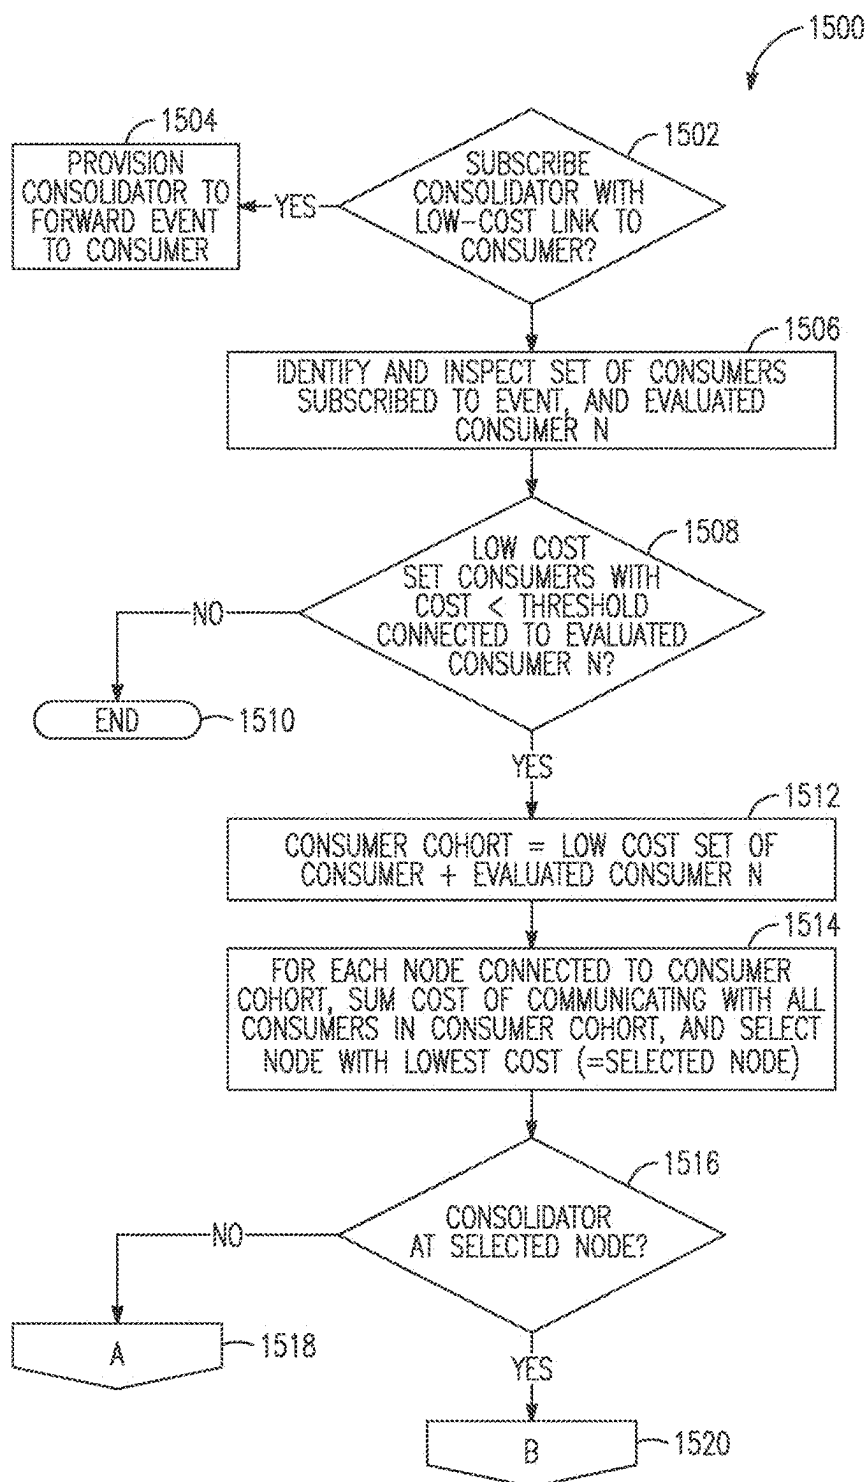 1500
1504
PROVISION
CONSOLIDATOR TO
FORWARD EVENT
TO CONSUMER
YES
1502
SUBSCRIBE
CONSOLIDATOR WITH
LOW-COST LINK TO
CONSUMER?
1506
IDENTIFY AND INSPECT SET OF CONSUMERS
SUBSCRIBED TO EVENT, AND EVALUATED
CONSUMER N
1508
LOW COST
SET CONSUMERS WITH
COST < THRESHOLD
CONNECTED TO EVALUATED
CONSUMER N?
NO
END
1510
YES
1512
CONSUMER COHORT = LOW COST SET OF
CONSUMER + EVALUATED CONSUMER N
1514
FOR EACH NODE CONNECTED TO CONSUMER
COHORT, SUM COST OF COMMUNICATING WITH ALL
CONSUMERS IN CONSUMER COHORT, AND SELECT
NODE WITH LOWEST COST (=SELECTED NODE)
1516
CONSOLIDATOR
AT SELECTED NODE?
NO
A
1518
YES
B
1520